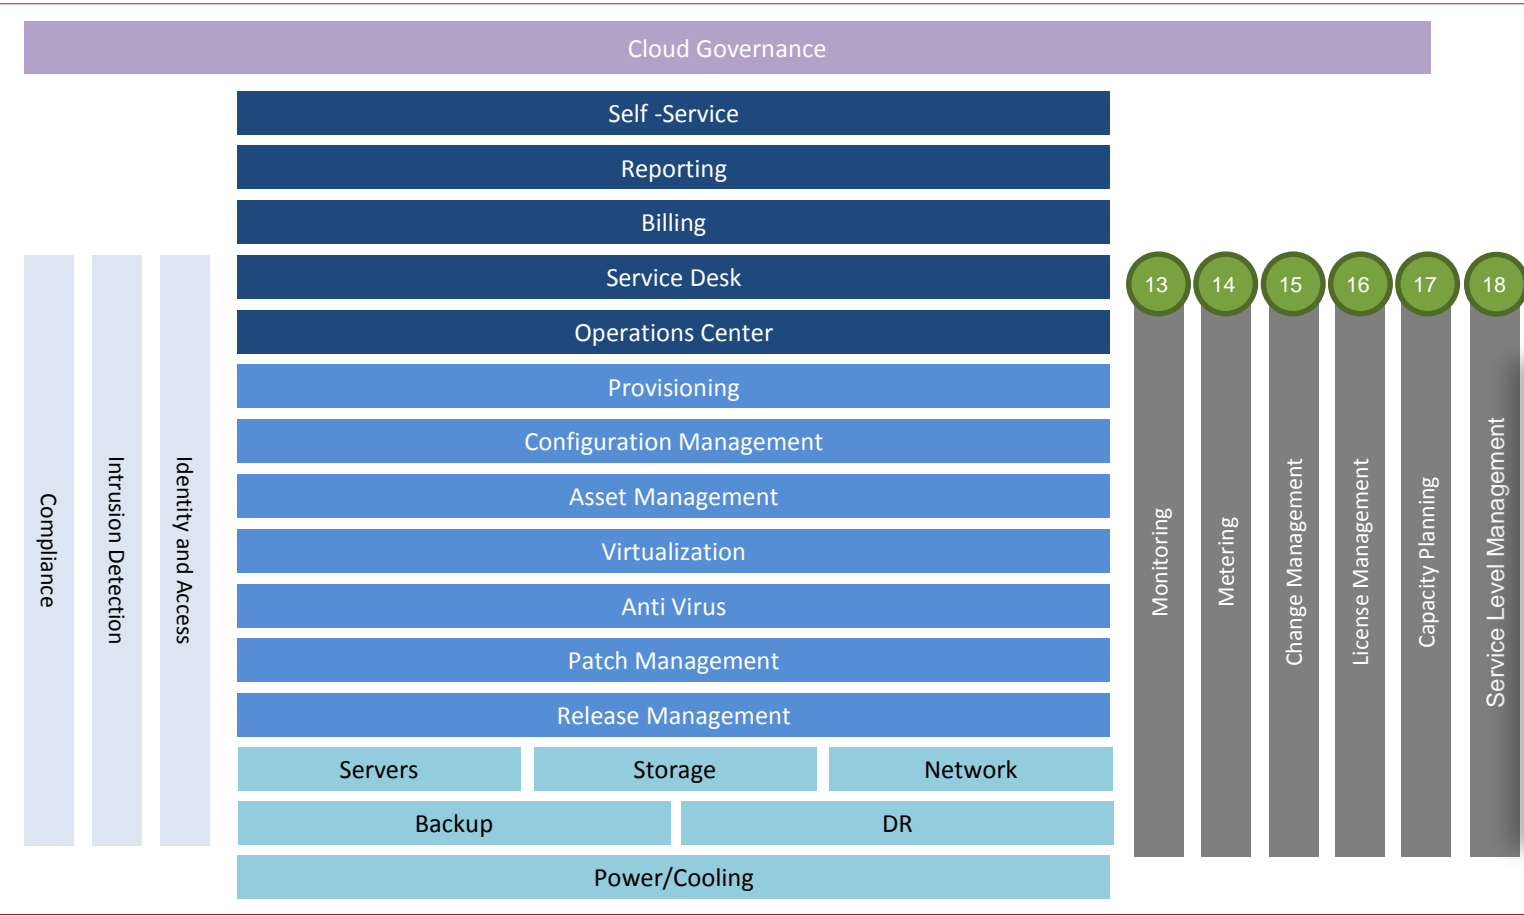 Cloud Governance
Self -Service
Reporting
Billing
Service Desk
Operations Center
Provisioning
Configuration Management
Asset Management
Virtualization
Anti Virus
Patch Management
Release Management
Servers
Storage
Network
Backup
DR
Power/Cooling
Compliance
Intrusion Detection
Identity and Access
13
14
15
16
17
18
Monitoring
Metering
Change Management
License Management
Capacity Planning
Service Level Management